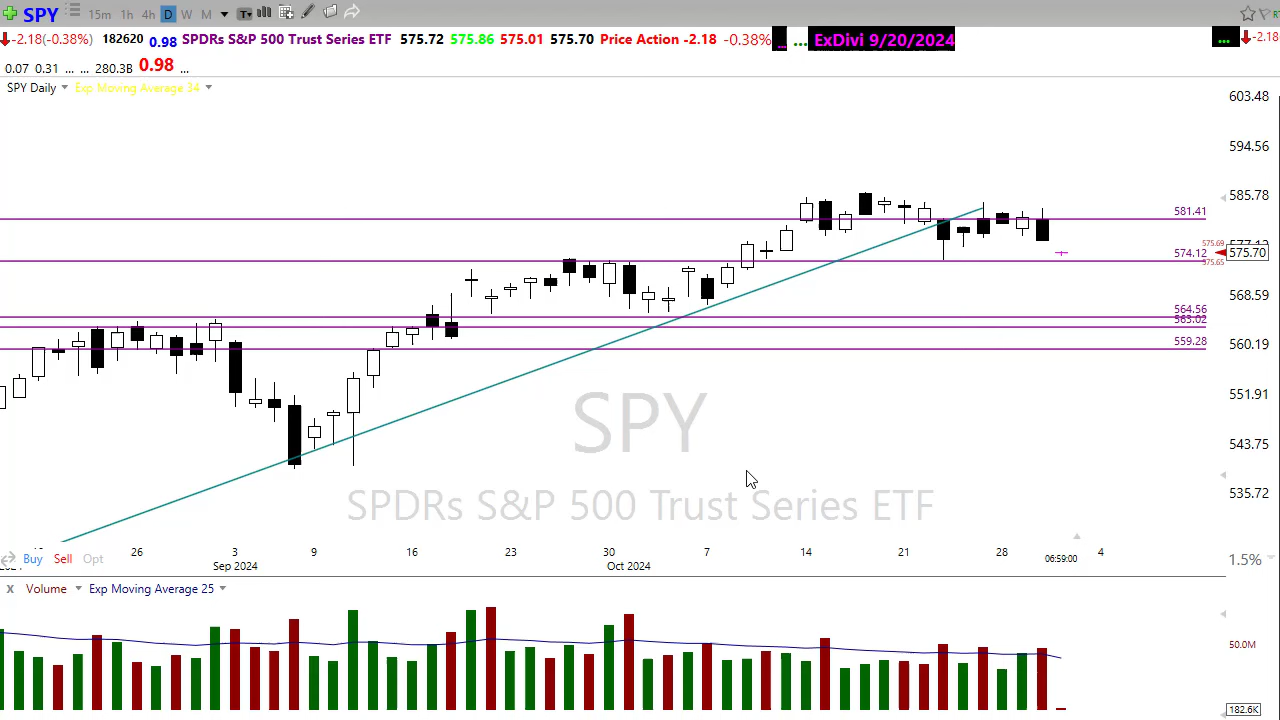 SPY 15m 1h 4h D W M T
-2.18(-0.38%) 182620 0.98 SPDRs S&P 500 Trust Series ETF 575.72 575.86 575.01 575.70 Price Action -2.18 -0.38% ... ... ExDivi 9/20/2024 ... -2.18
0.07 0.31 ... ... 280.3B 0.98 ...
SPY Daily Exp Moving Average 34
603.48
594.56
585.78
581.41
575.69
574.12
575.70
575.65
568.59
564.56
563.02
560.19
559.28
551.91
543.75
535.72
SPY
SPDRs S&P 500 Trust Series ETF
26 3 9 16 23 30 7 14 21 28 06:59:00 4
Buy Sell Opt
1.5%
Sep 2024 Oct 2024
X Volume Exp Moving Average 25
50.0M
182.6K